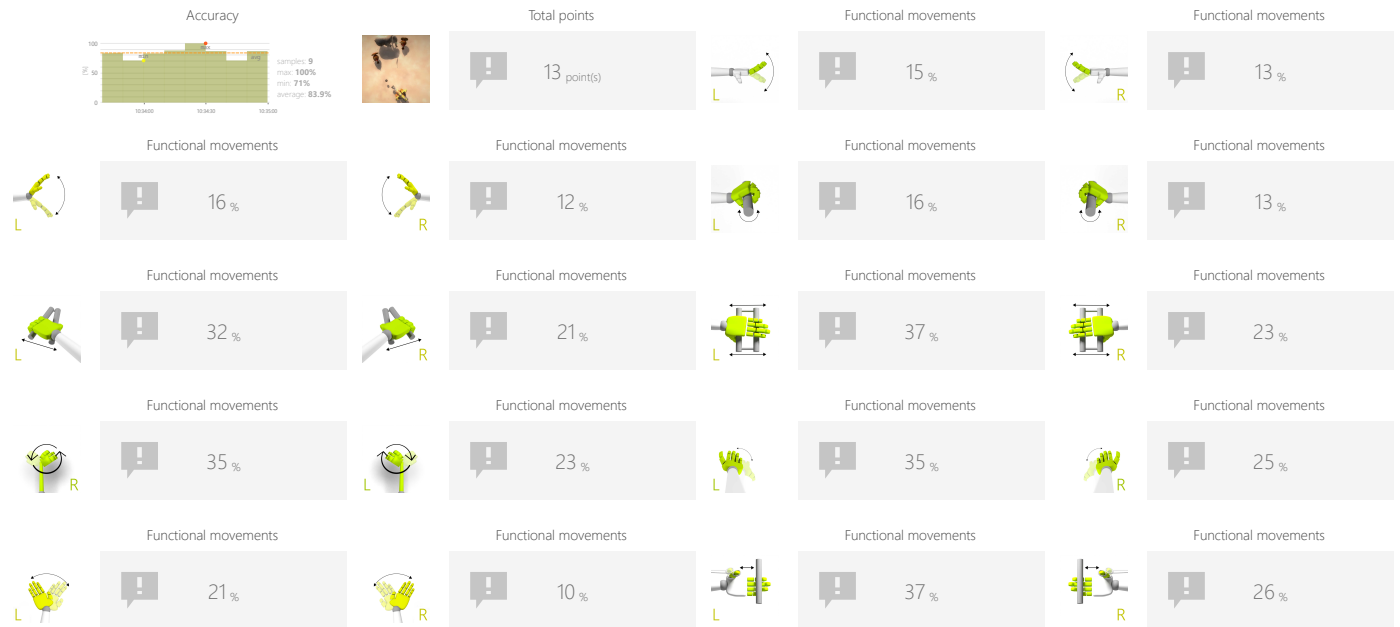 Accuracy
100
50
0
(%)
min
max
avg
10:34:00
10:34:30
10:35:00
samples: 9
max: 100%
min: 71%
average: 83.9%
Total points
13 point(s)
Functional movements
L
15 %
Functional movements
R
13 %
Functional movements
L
16 %
Functional movements
R
12 %
Functional movements
L
16 %
Functional movements
R
13 %
Functional movements
L
32 %
Functional movements
R
21 %
Functional movements
L
37 %
Functional movements
R
23 %
Functional movements
R
35 %
Functional movements
L
23 %
Functional movements
L
35 %
Functional movements
R
25 %
Functional movements
L
21 %
Functional movements
R
10 %
Functional movements
L
37 %
Functional movements
R
26 %